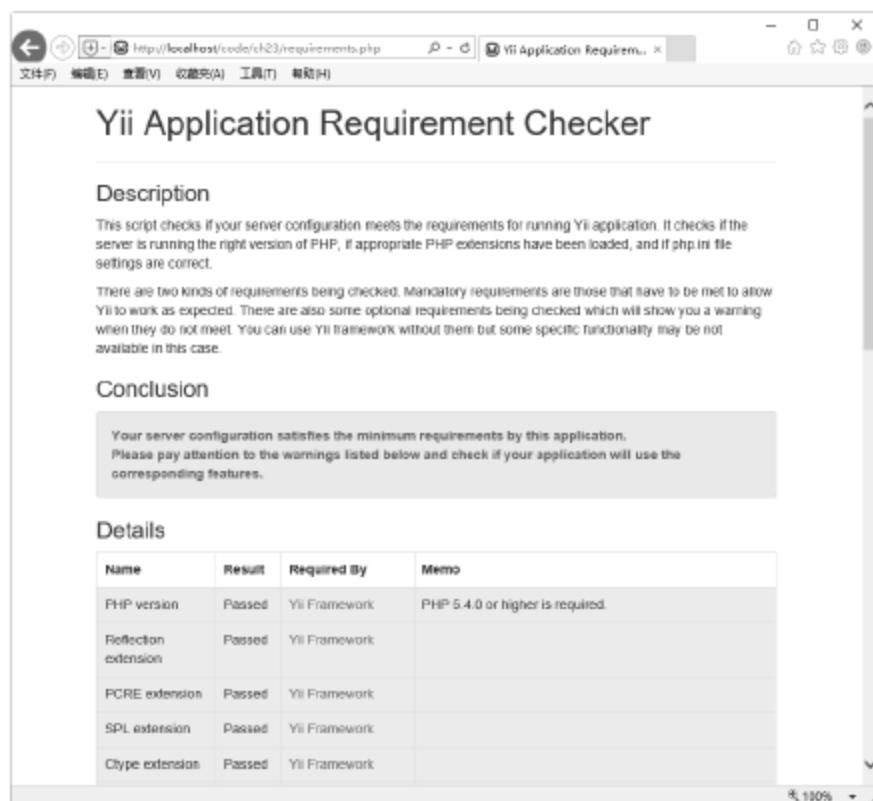 http://localhost/code/ch23/requirements.php
Yii Application Requirem...
文件(F) 编辑(E) 查看(V) 收藏夹(A) 工具(T) 帮助(H)
Yii Application Requirement Checker
Description
This script checks if your server configuration meets the requirements for running Yii application. It checks if the
server is running the right version of PHP, if appropriate PHP extensions have been loaded, and if php.ini file
settings are correct.
There are two kinds of requirements being checked. Mandatory requirements are those that have to be met to allow
Yii to work as expected. There are also some optional requirements being checked which will show you a warning
when they do not meet. You can use Yii framework without them but some specific functionality may be not
available in this case.
Conclusion
Your server configuration satisfies the minimum requirements by this application.
Please pay attention to the warnings listed below and check if your application will use the
corresponding features.
Details
Name Result Required By Memo
PHP version Passed Yii Framework PHP 5.4.0 or higher is required.
Reflection Passed Yii Framework
extension
PCRE extension Passed Yii Framework
SPL extension Passed Yii Framework
Ctype extension Passed Yii Framework
100%